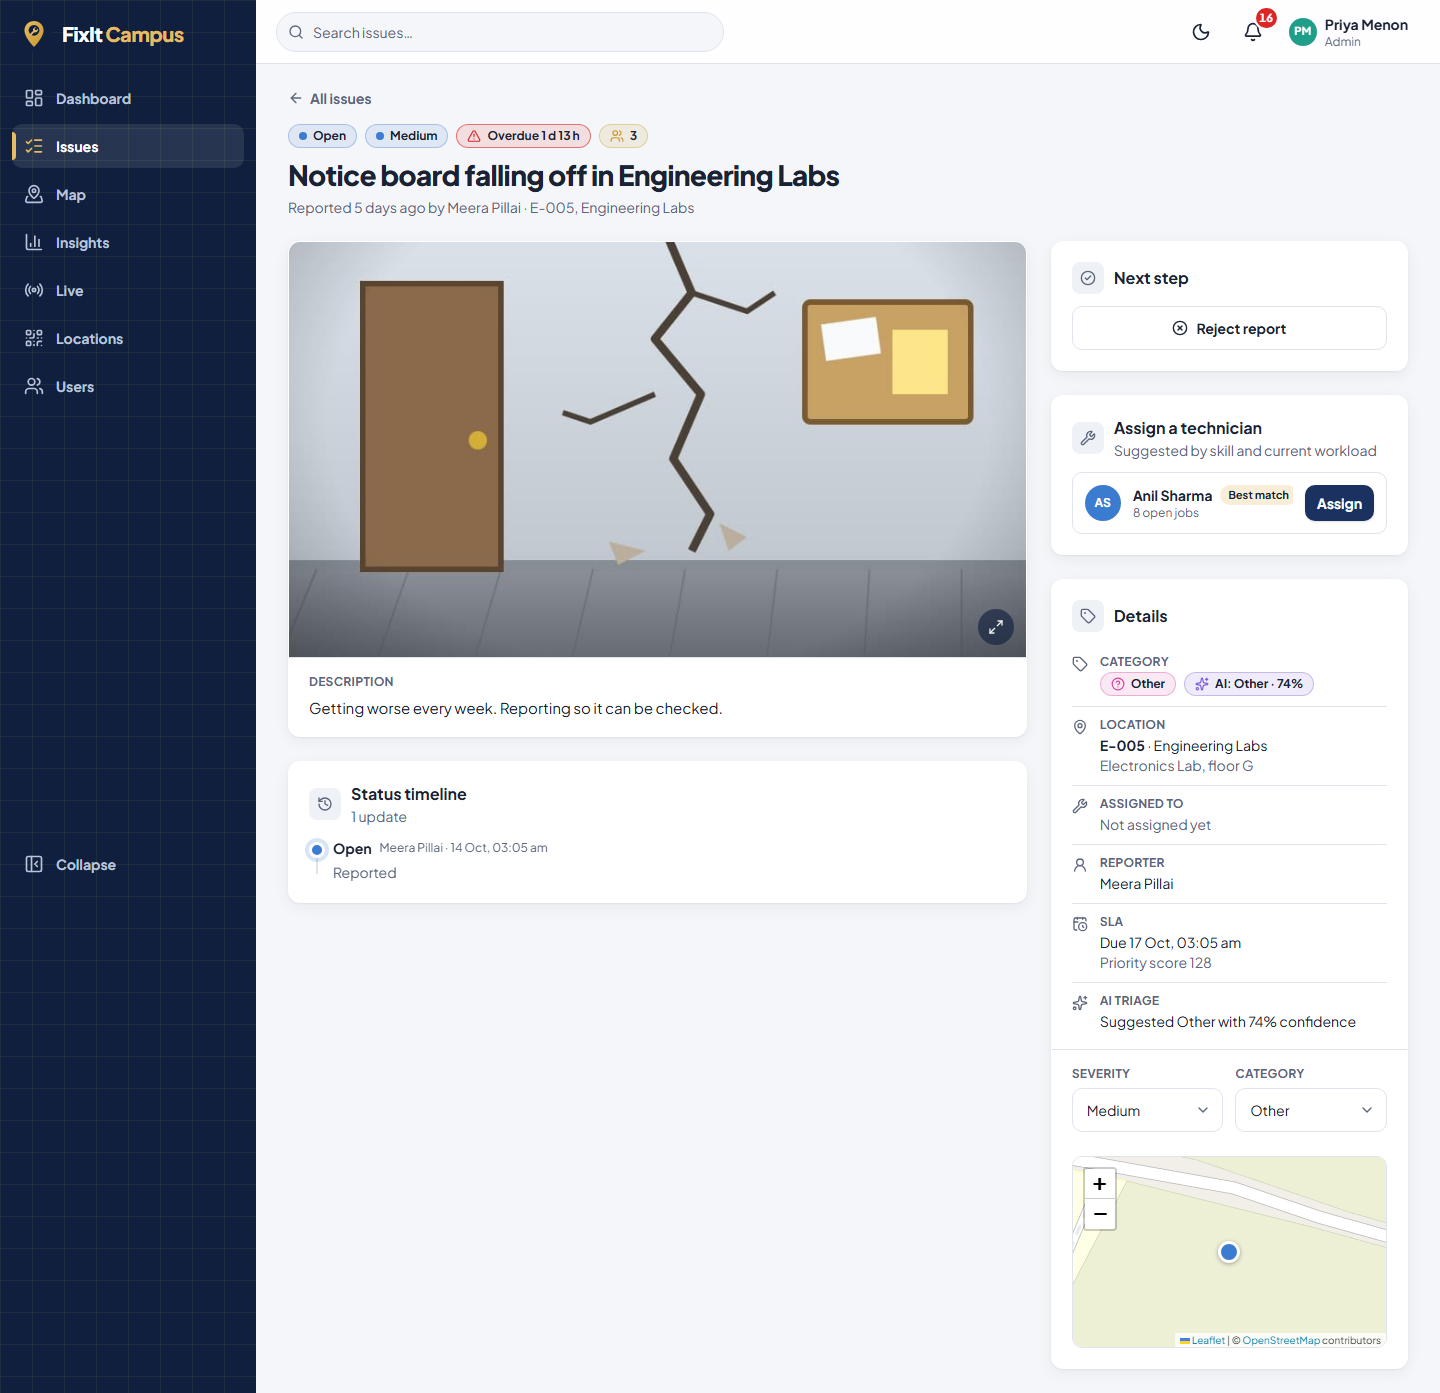 FixIt Campus
Search issues...
16
PM
Priya Menon
Admin
Dashboard
Issues
Map
Insights
Live
Locations
Users
Collapse
All issues
Open
Medium
Overdue 1 d 13 h
3
Notice board falling off in Engineering Labs
Reported 5 days ago by Meera Pillai · E-005, Engineering Labs
DESCRIPTION
Getting worse every week. Reporting so it can be checked.
Status timeline
1 update
Open Meera Pillai · 14 Oct, 03:05 am
Reported
Next step
Reject report
Assign a technician
Suggested by skill and current workload
AS
Anil Sharma
Best match
8 open jobs
Assign
Details
CATEGORY
Other
AI: Other · 74%
LOCATION
E-005 · Engineering Labs
Electronics Lab, floor G
ASSIGNED TO
Not assigned yet
REPORTER
Meera Pillai
SLA
Due 17 Oct, 03:05 am
Priority score 128
AI TRIAGE
Suggested Other with 74% confidence
SEVERITY
Medium
CATEGORY
Other
+
−
Leaflet | © OpenStreetMap contributors